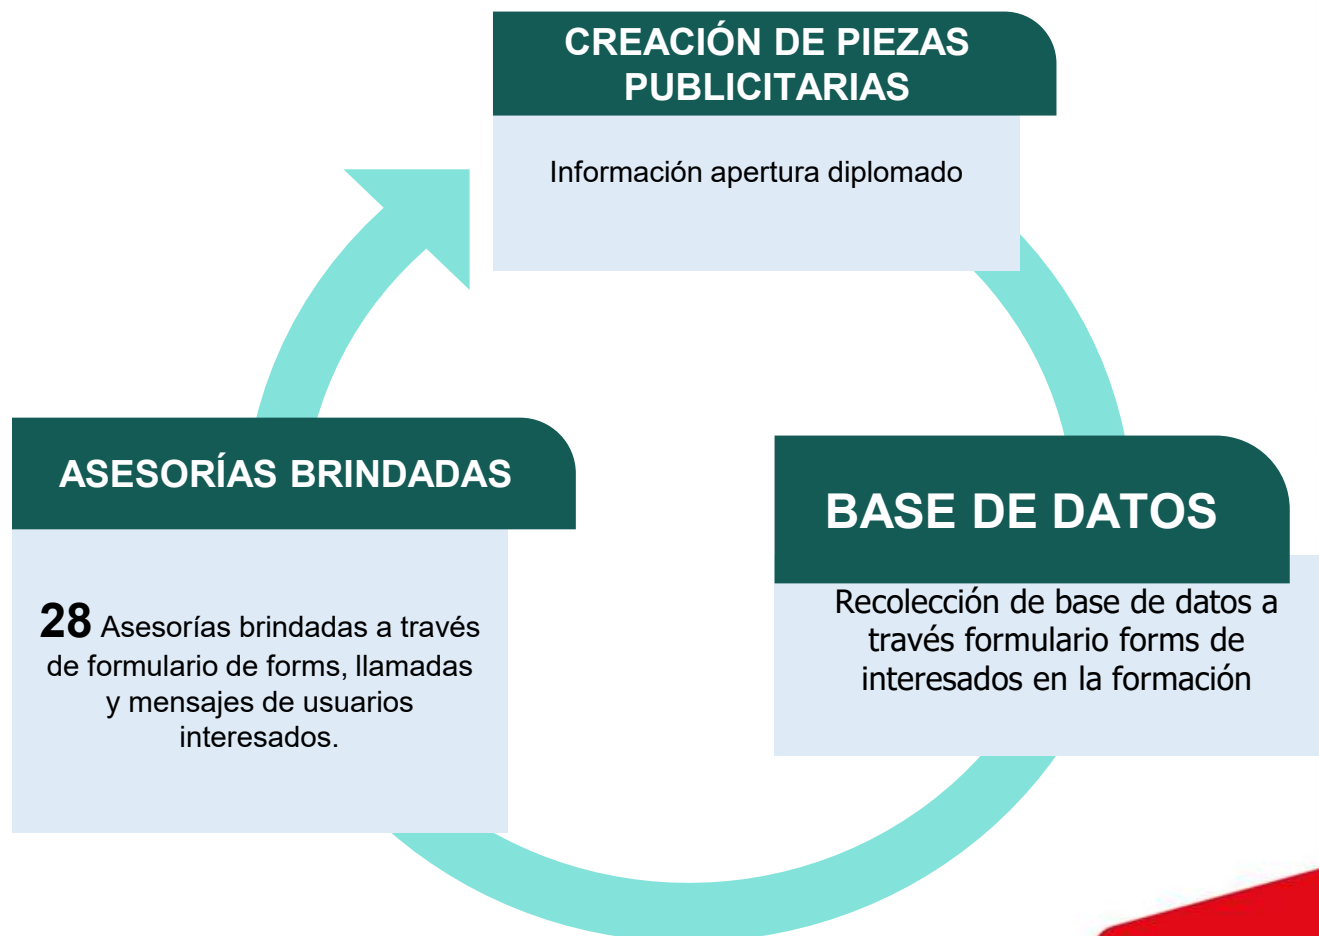 CREACIÓN DE PIEZAS
PUBLICITARIAS
Información apertura diplomado
ASESORÍAS BRINDADAS
28 Asesorías brindadas a través
de formulario de forms, llamadas
y mensajes de usuarios
interesados.
BASE DE DATOS
Recolección de base de datos a
través formulario forms de
interesados en la formación